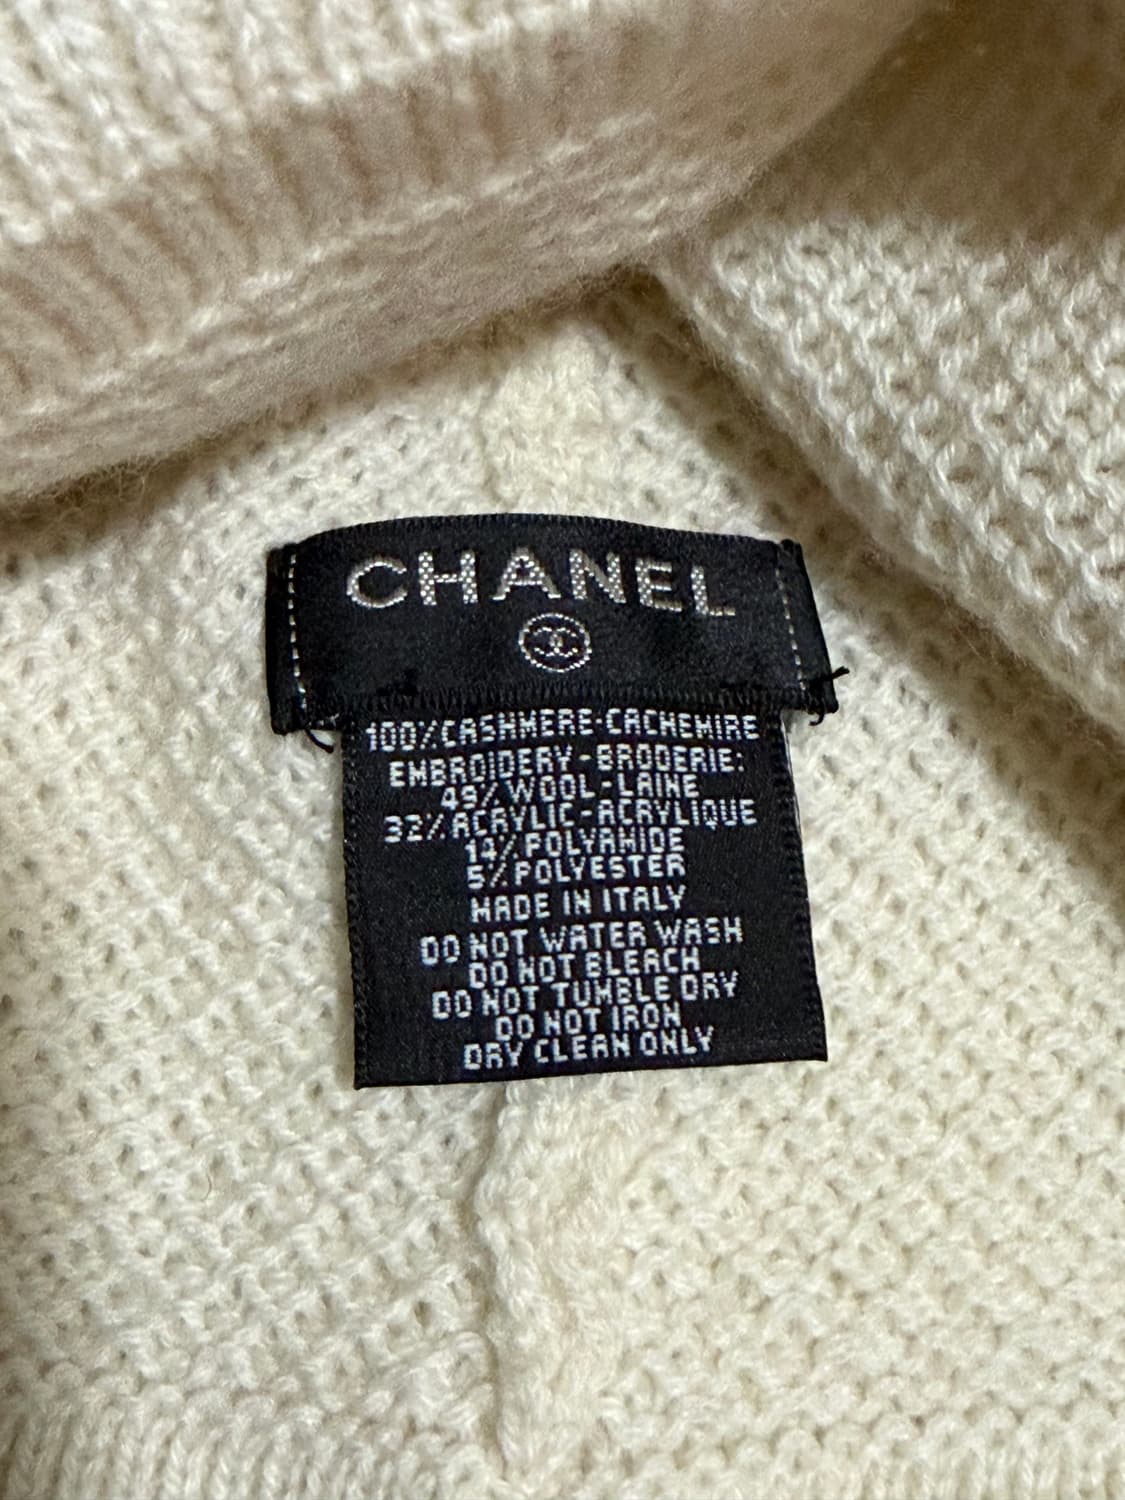 CHANEL
100% CASHMERE-CACHEMIRE
EMBROIDERY-BRODERIE:
49% WOOL-LAINE
32% ACRYLIC-ACRYLIQUE
14% POLYAMIDE
5% POLYESTER
MADE IN ITALY
DO NOT WATER WASH
DO NOT BLEACH
DO NOT TUMBLE DRY
DO NOT IRON
DRY CLEAN ONLY